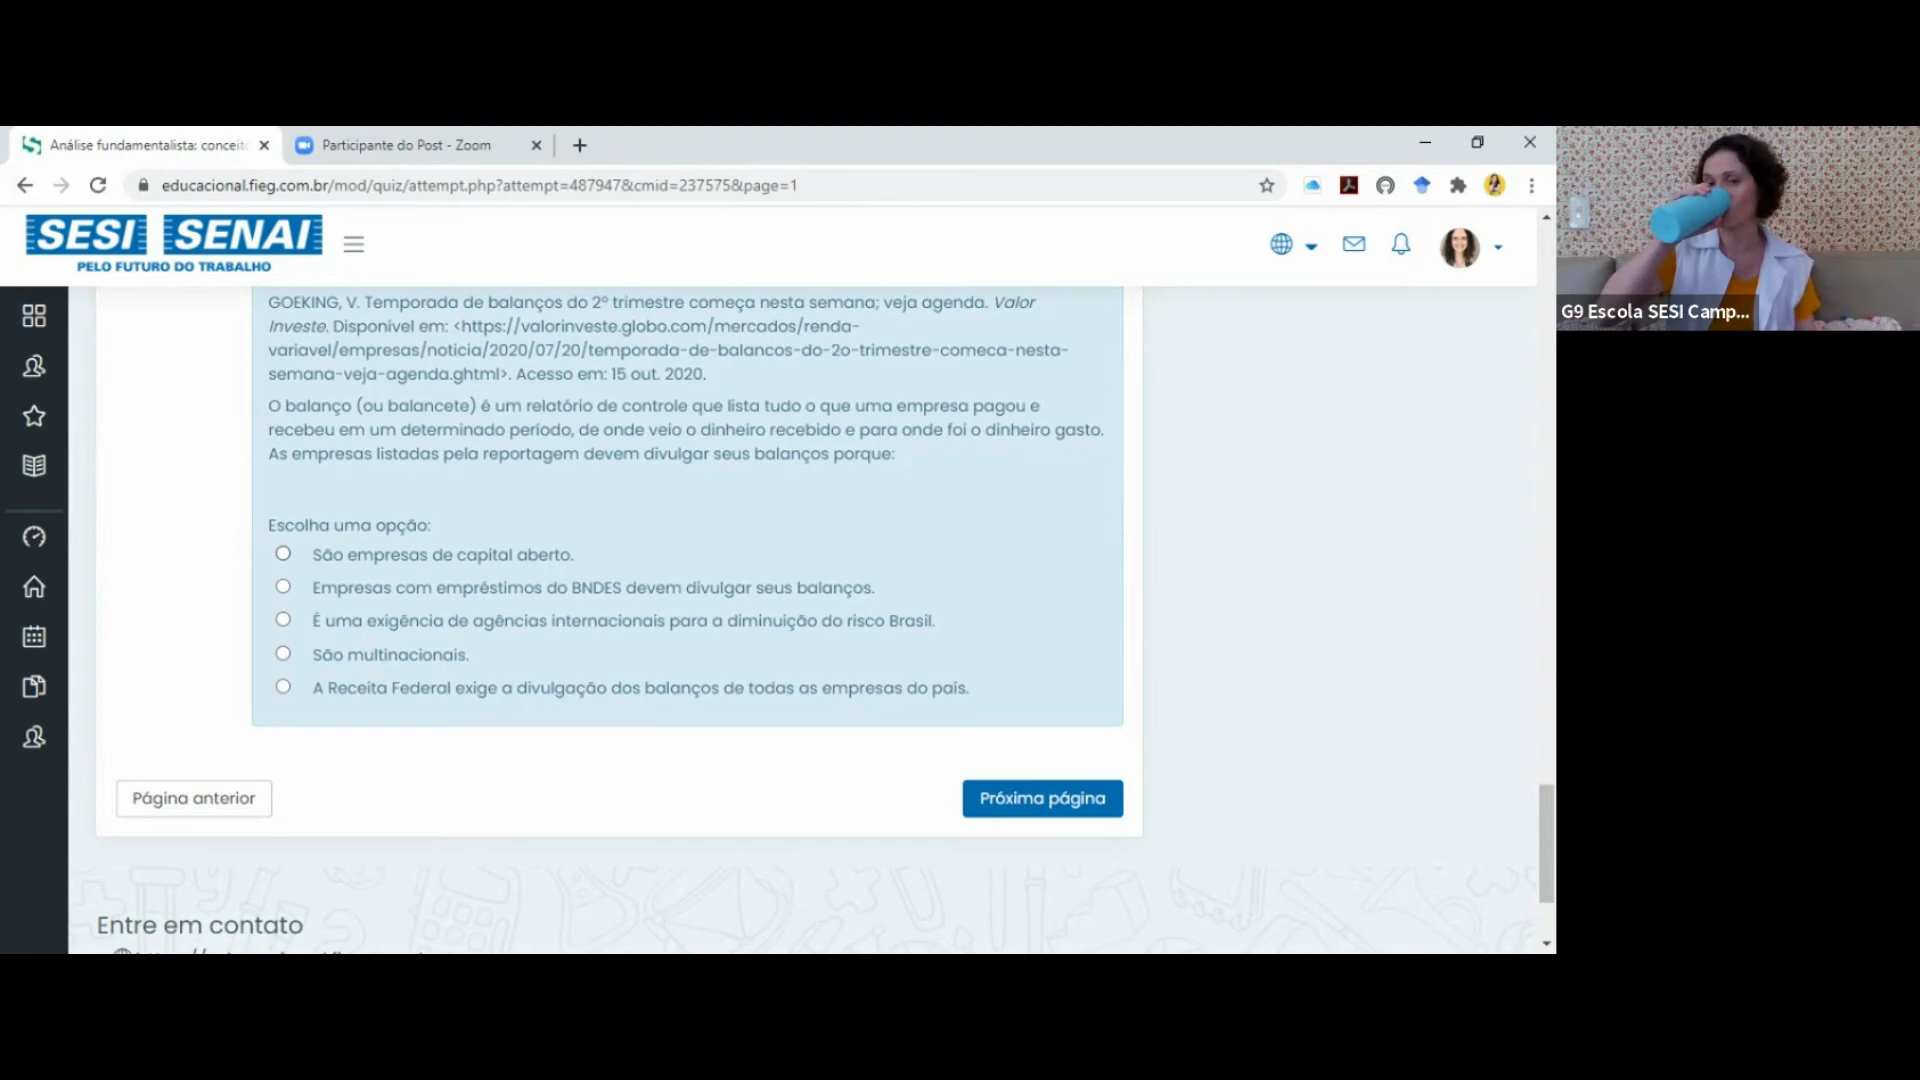 Análise fundamentalista: conceit
Participante do Post - Zoom
educacional.fieg.com.br/mod/quiz/attempt.php?attempt=487947&cmid=237575&page=1
SESI SENAI
PELO FUTURO DO TRABALHO
G9 Escola SESI Camp...
GOEKING, V. Temporada de balanços do 2º trimestre começa nesta semana; veja agenda. Valor
Investe. Disponível em: <https://valorinveste.globo.com/mercados/renda-
variavel/empresas/noticia/2020/07/20/temporada-de-balancos-do-2o-trimestre-comeca-nesta-
semana-veja-agenda.ghtml>. Acesso em: 15 out. 2020.
O balanço (ou balancete) é um relatório de controle que lista tudo o que uma empresa pagou e
recebeu em um determinado período, de onde veio o dinheiro recebido e para onde foi o dinheiro gasto.
As empresas listadas pela reportagem devem divulgar seus balanços porque:
Escolha uma opção:
São empresas de capital aberto.
Empresas com empréstimos do BNDES devem divulgar seus balanços.
É uma exigência de agências internacionais para a diminuição do risco Brasil.
São multinacionais.
A Receita Federal exige a divulgação dos balanços de todas as empresas do país.
Página anterior
Próxima página
Entre em contato